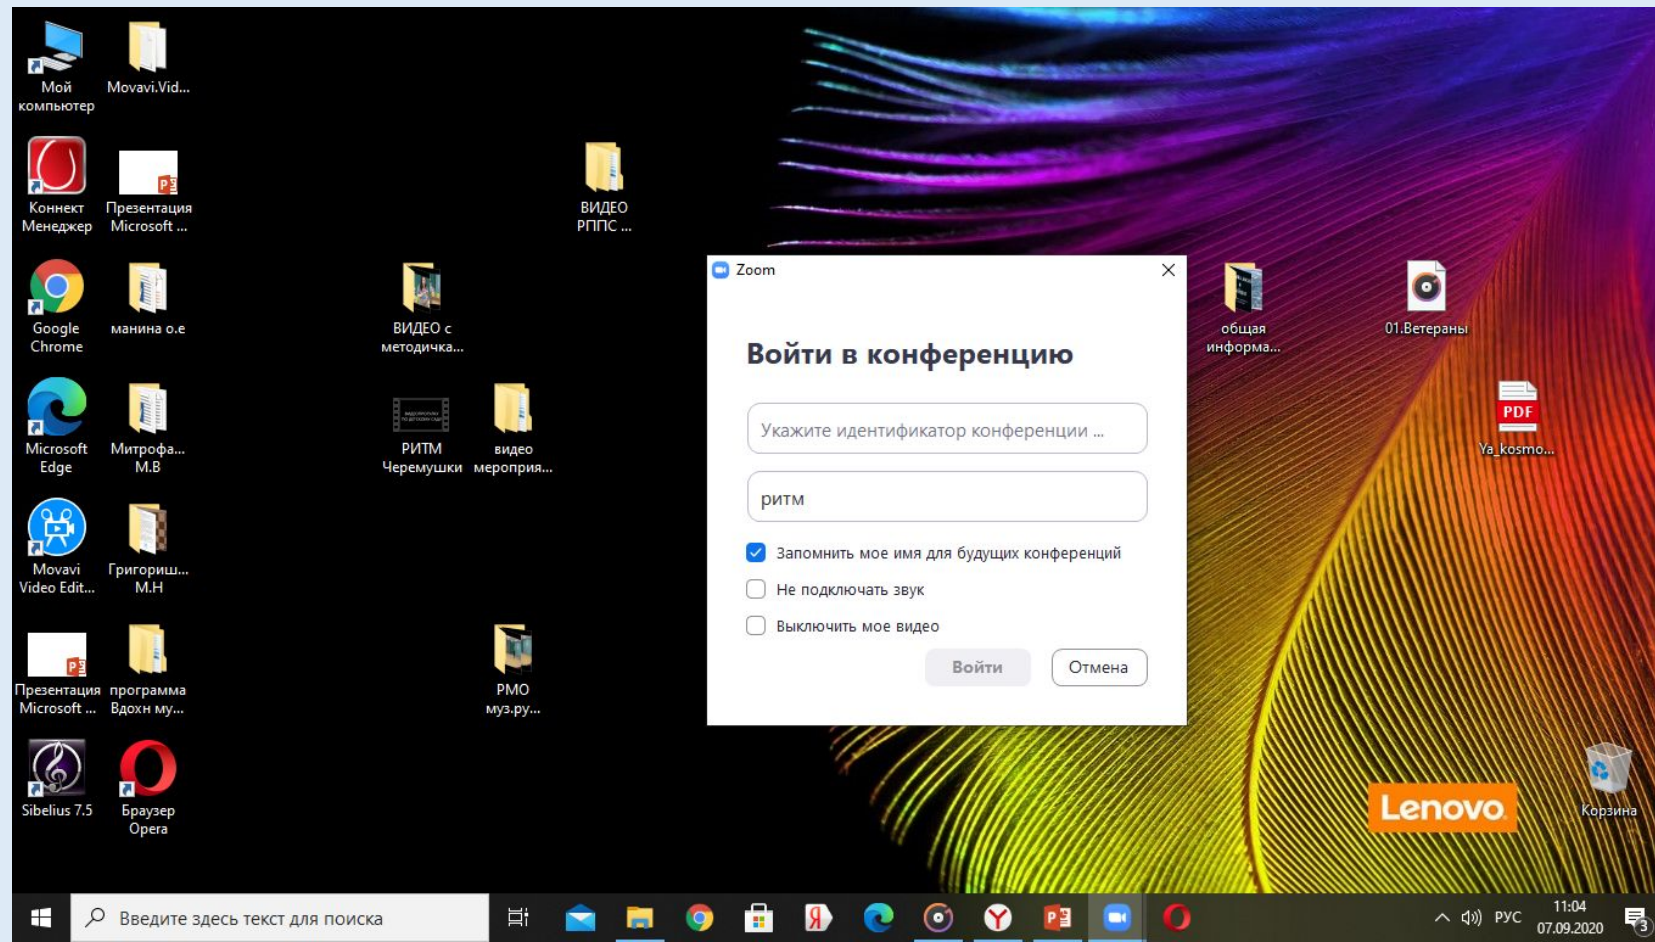 Мой
компьютер
Movavi.Vid...
Коннект
Менеджер
Презентация
Microsoft ...
ВИДЕО
РППС ...
Google
Chrome
манина о.е
ВИДЕО с
методичка...
Zoom
Войти в конференцию
Укажите идентификатор конференции ...
ритм
Запомнить мое имя для будущих конференций
Не подключать звук
Выключить мое видео
Войти
Отмена
общая
информа...
01.Ветераны
PDF
Ya_kosmo...
Microsoft
Edge
Митрофа...
М.В
РИТМ
Черемушки
видео
мероприя...
Movavi
Video Edit...
Григориш...
М.Н
Презентация
Microsoft ...
программа
Вдохн му...
РМО
муз.ру...
Sibelius 7.5
Браузер
Opera
Lenovo
Корзина
Введите здесь текст для поиска
РУС
11:04
07.09.2020
3